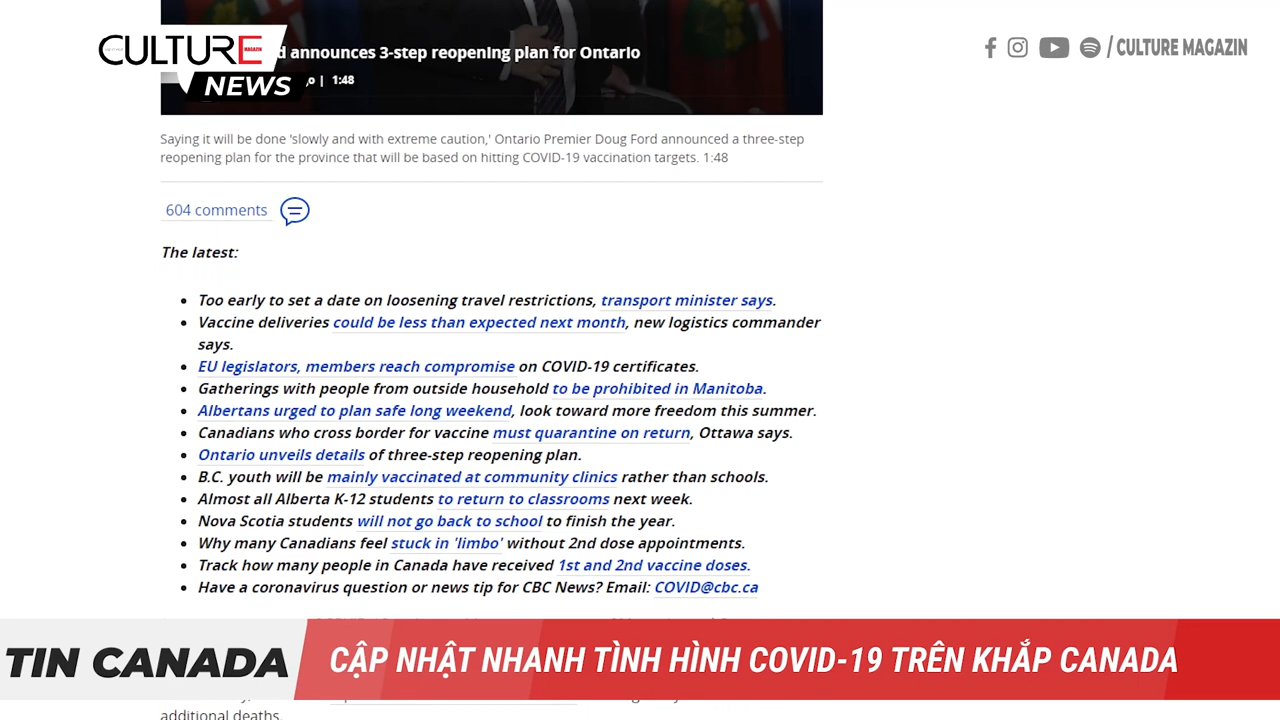 CULTURE
MAGAZIN
NEWS
/ CULTURE MAGAZIN
d announces 3-step reopening plan for Ontario
o | 1:48
Saying it will be done 'slowly and with extreme caution,' Ontario Premier Doug Ford announced a three-step
reopening plan for the province that will be based on hitting COVID-19 vaccination targets. 1:48
604 comments
The latest:
• Too early to set a date on loosening travel restrictions, transport minister says.
• Vaccine deliveries could be less than expected next month, new logistics commander
says.
• EU legislators, members reach compromise on COVID-19 certificates.
• Gatherings with people from outside household to be prohibited in Manitoba.
• Albertans urged to plan safe long weekend, look toward more freedom this summer.
• Canadians who cross border for vaccine must quarantine on return, Ottawa says.
• Ontario unveils details of three-step reopening plan.
• B.C. youth will be mainly vaccinated at community clinics rather than schools.
• Almost all Alberta K-12 students to return to classrooms next week.
• Nova Scotia students will not go back to school to finish the year.
• Why many Canadians feel stuck in 'limbo' without 2nd dose appointments.
• Track how many people in Canada have received 1st and 2nd vaccine doses.
• Have a coronavirus question or news tip for CBC News? Email: COVID@cbc.ca
TIN CANADA
CẬP NHẬT NHANH TÌNH HÌNH COVID-19 TRÊN KHẮP CANADA
additional deaths.